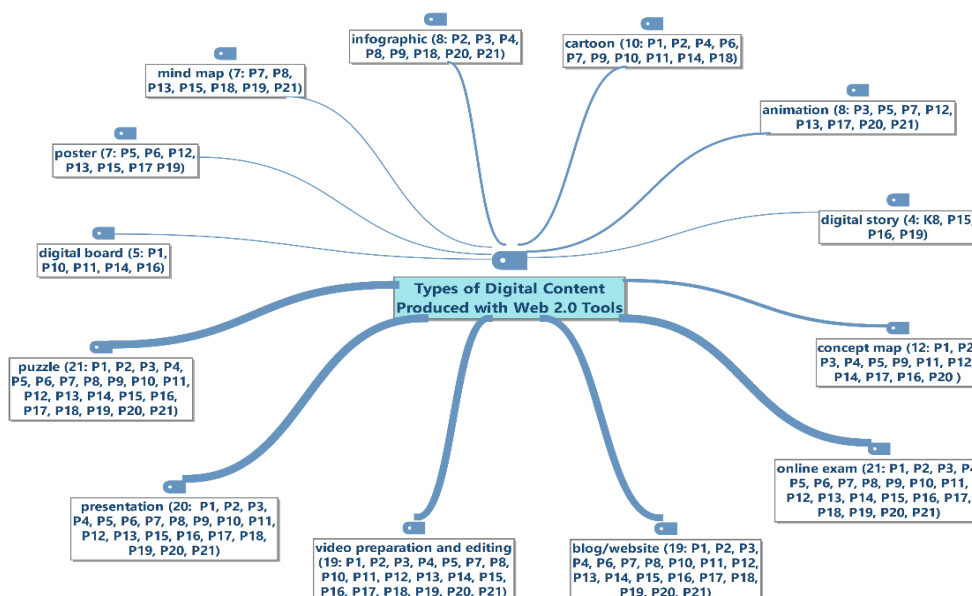 infographic (8: P2, P3, P4,
P8, P9, P18, P20, P21)
cartoon (10: P1, P2, P4, P6,
P7, P9, P10, P11, P14, P18)
mind map (7: P7, P8,
P13, P15, P18, P19, P21)
animation (8: P3, P5, P7, P12,
P13, P17, P20, P21)
poster (7: P5, P6, P12,
P13, P15, P17 P19)
digital story (4: K8, P15,
P16, P19)
digital board (5: P1,
P10, P11, P14, P16)
Types of Digital Content
Produced with Web 2.0 Tools
concept map (12: P1, P2
P3, P4, P5, P9, P11, P12
P14, P17, P16, P20 )
puzzle (21: P1, P2, P3, P4,
P5, P6, P7, P8, P9, P10, P11,
P12, P13, P14, P15, P16,
P17, P18, P19, P20, P21)
online exam (21: P1, P2, P3, P4
P5, P6, P7, P8, P9, P10, P11,
P12, P13, P14, P15, P16, P17,
P18, P19, P20, P21)
presentation (20: P1, P2, P3,
P4, P5, P6, P7, P8, P9, P10, P11,
P12, P13, P15, P16, P17, P18,
P19, P20, P21)
video preparation and editing
(19: P1, P2, P3, P4, P5, P7, P8,
P10, P11, P12, P13, P14, P15,
P16, P17, P18, P19, P20, P21)
blog/website (19: P1, P2, P3,
P4, P6, P7, P8, P10, P11, P12,
P13, P14, P15, P16, P17, P18,
P19, P20, P21)